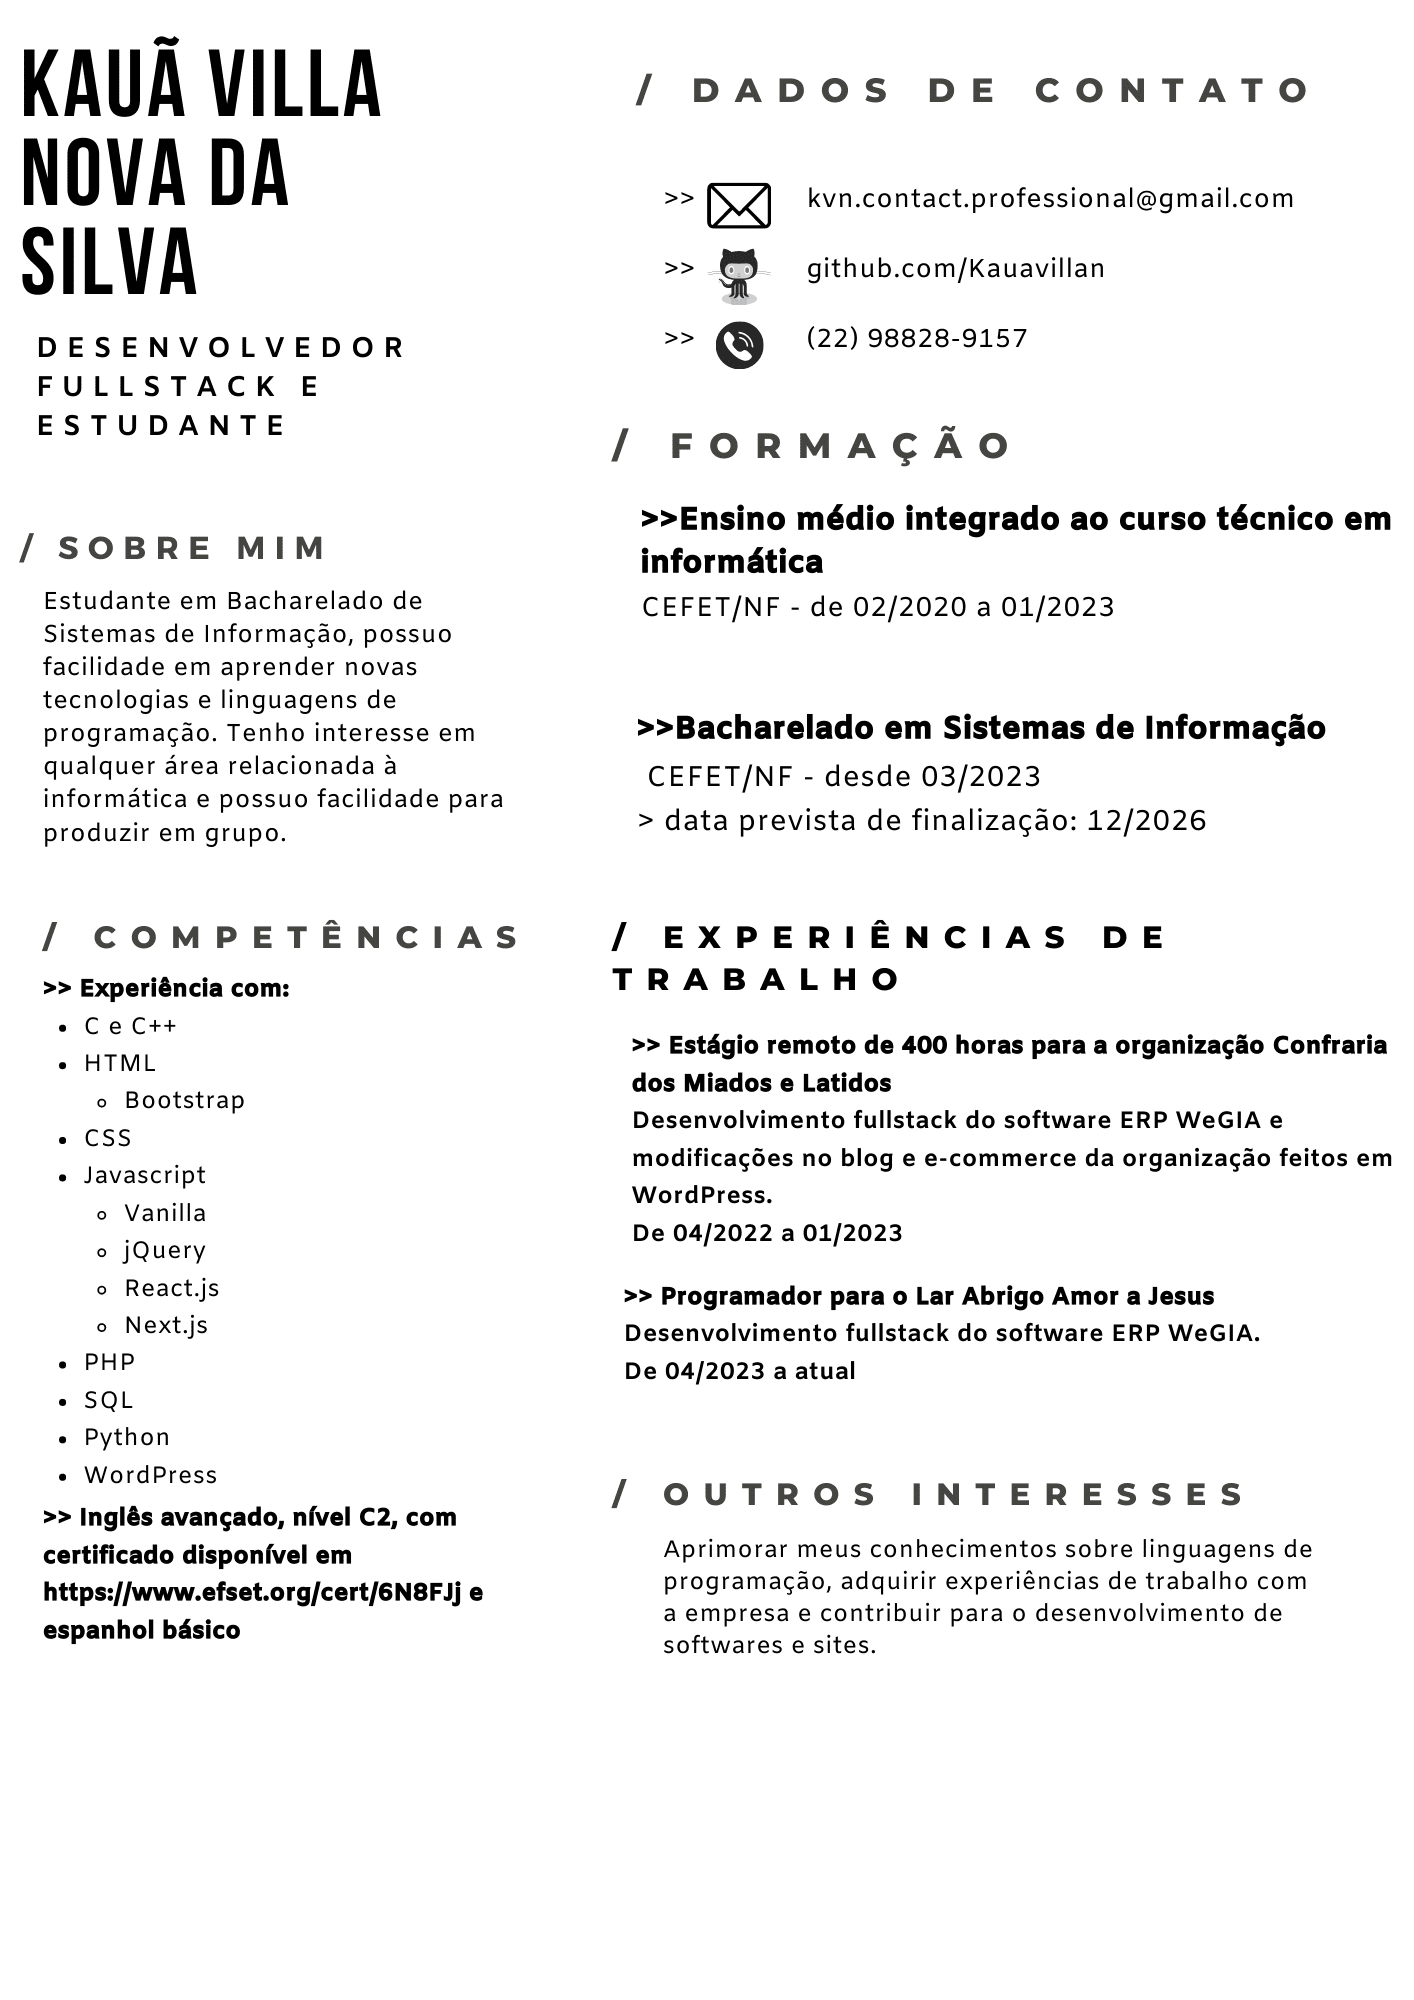 KAUÃ VILLA
NOVA DA
SILVA
DESENVOLVEDOR
FULLSTACK E
ESTUDANTE
/ SOBRE MIM
Estudante em Bacharelado de
Sistemas de Informação, possuo
facilidade em aprender novas
tecnologias e linguagens de
programação. Tenho interesse em
qualquer área relacionada à
informática e possuo facilidade para
produzir em grupo.
/ COMPETÊNCIAS
>> Experiência com:
• C e C++
• HTML
◦ Bootstrap
• CSS
• Javascript
◦ Vanilla
◦ jQuery
◦ React.js
◦ Next.js
• PHP
• SQL
• Python
• WordPress
>> Inglês avançado, nível C2, com
certificado disponível em
https://www.efset.org/cert/6N8FJj e
espanhol básico
/ DADOS DE CONTATO
>> kvn.contact.professional@gmail.com
>> github.com/Kauavillan
>> (22) 98828-9157
/ FORMAÇÃO
>>Ensino médio integrado ao curso técnico em
informática
CEFET/NF - de 02/2020 a 01/2023
>>Bacharelado em Sistemas de Informação
CEFET/NF - desde 03/2023
> data prevista de finalização: 12/2026
/ EXPERIÊNCIAS DE
TRABALHO
>> Estágio remoto de 400 horas para a organização Confraria
dos Miados e Latidos
Desenvolvimento fullstack do software ERP WeGIA e
modificações no blog e e-commerce da organização feitos em
WordPress.
De 04/2022 a 01/2023
>> Programador para o Lar Abrigo Amor a Jesus
Desenvolvimento fullstack do software ERP WeGIA.
De 04/2023 a atual
/ OUTROS INTERESSES
Aprimorar meus conhecimentos sobre linguagens de
programação, adquirir experiências de trabalho com
a empresa e contribuir para o desenvolvimento de
softwares e sites.